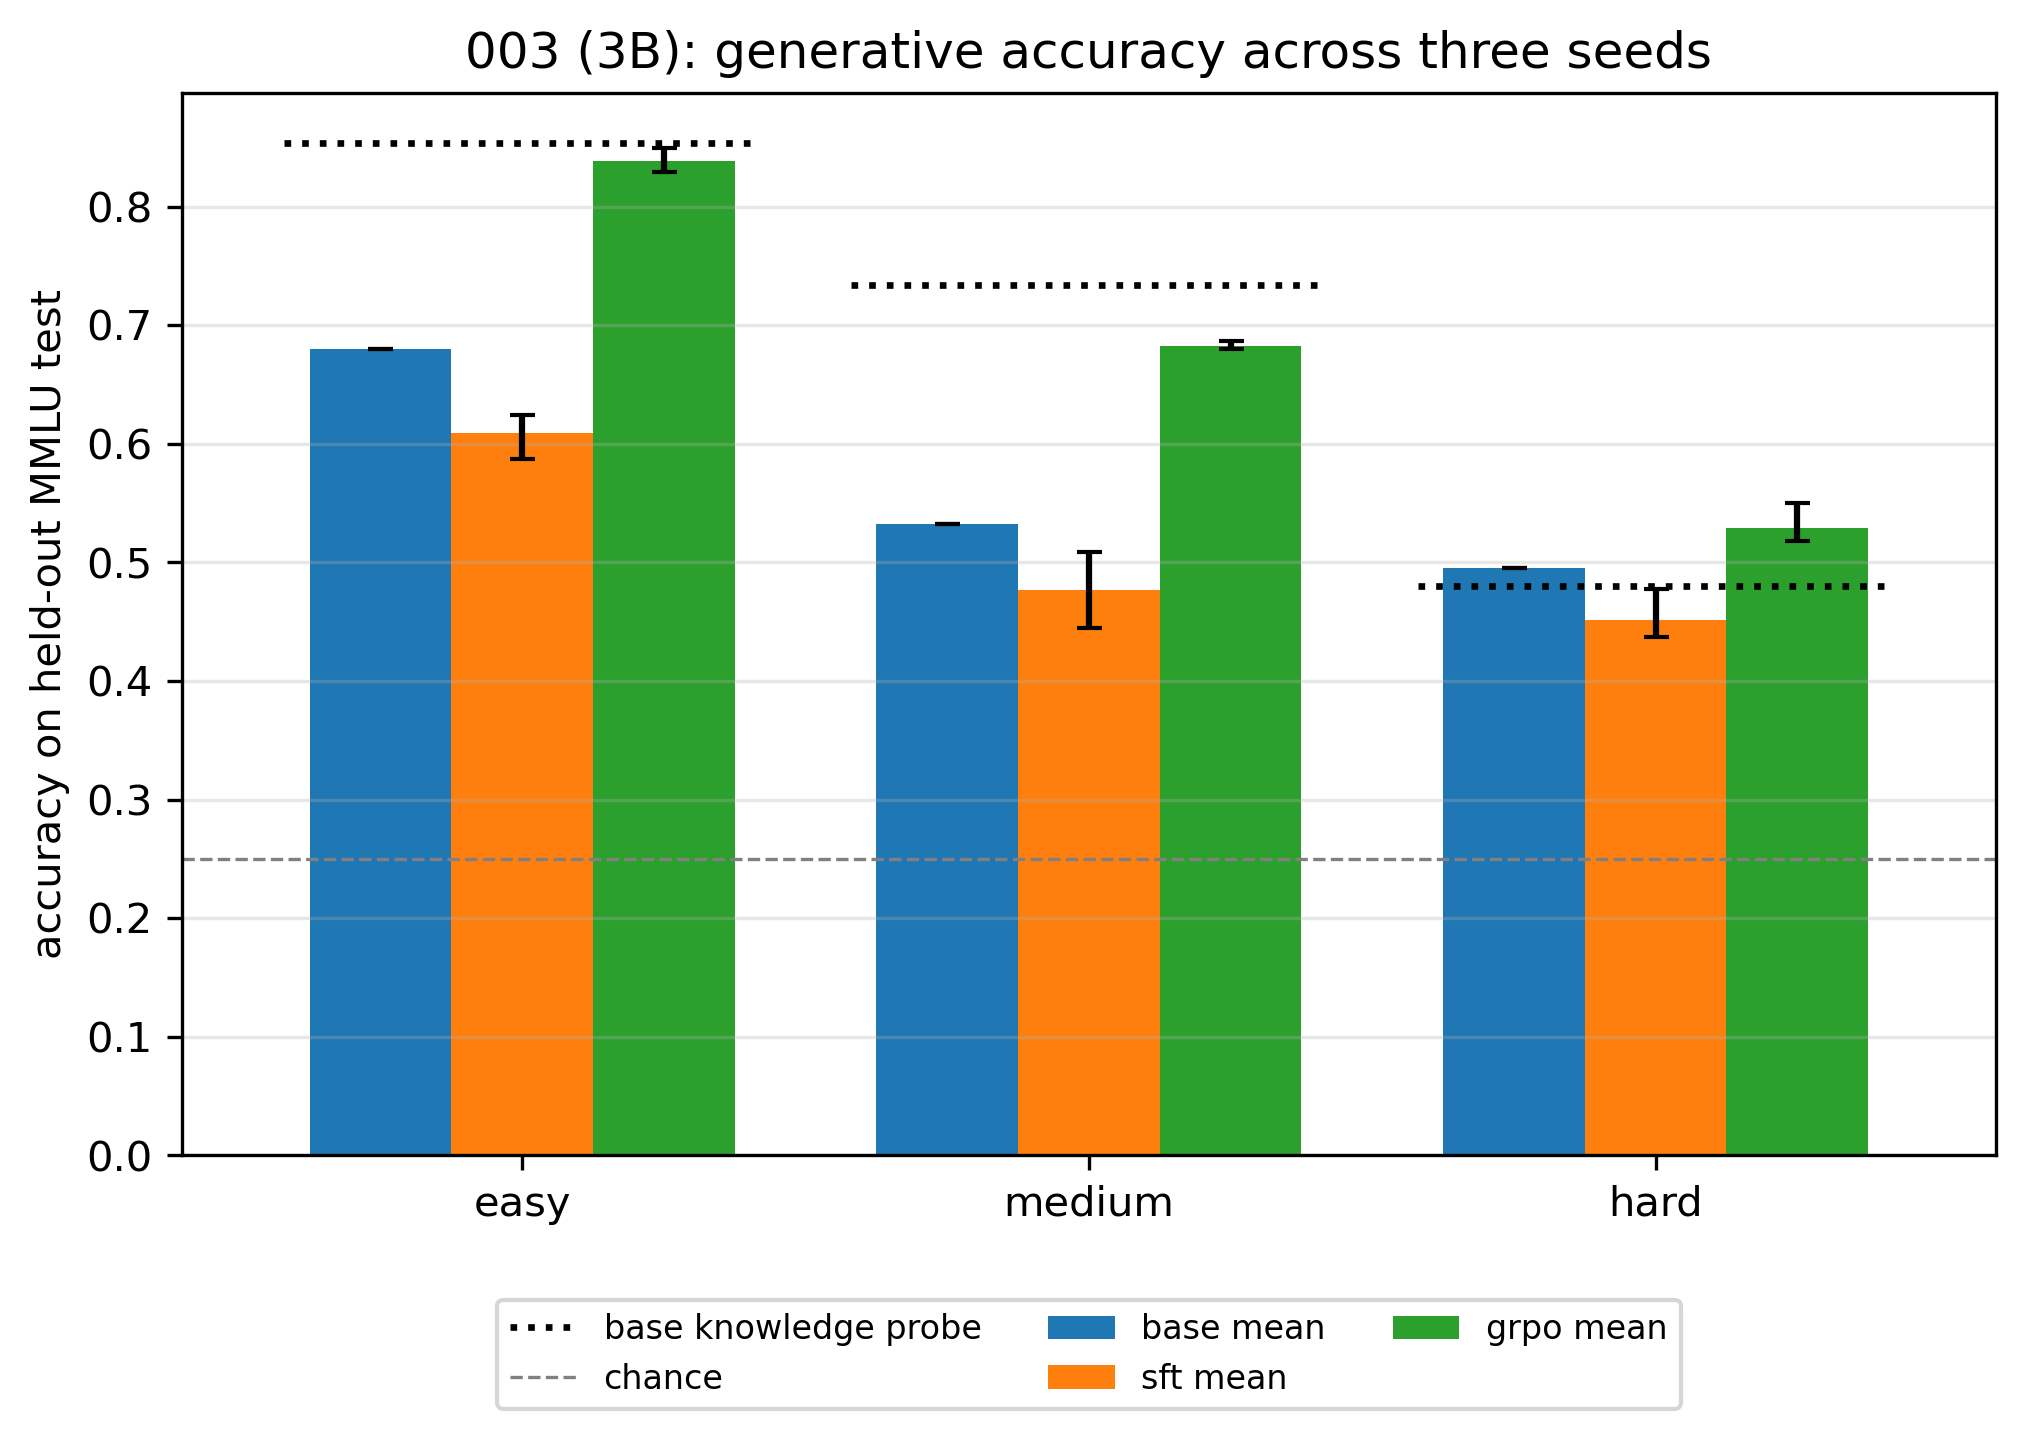 003 (3B): generative accuracy across three seeds
accuracy on held-out MMLU test
0.8
0.7
0.6
0.5
0.4
0.3
0.2
0.1
0.0
easy
medium
hard
base knowledge probe
chance
base mean
sft mean
grpo mean